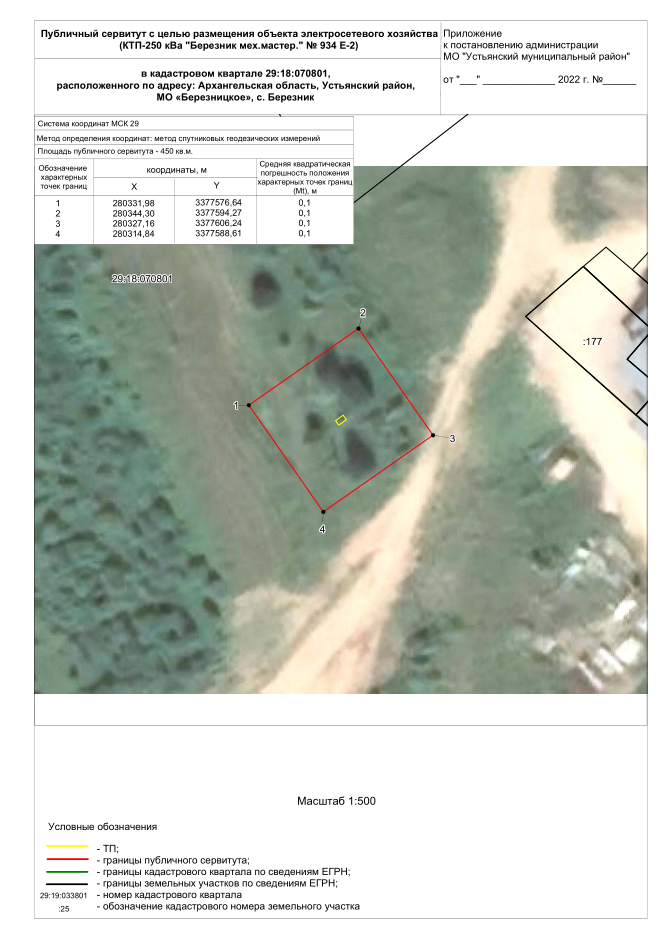 Публичный сервитут с целью размещения объекта электросетевого хозяйства
(КТП-250 кВа "Березник мех.мастер." № 934 Е-2)
в кадастровом квартале 29:18:070801,
расположенного по адресу: Архангельская область, Устьянский район,
МО «Березницкое», с. Березник
Приложение
к постановлению администрации
МО "Устьянский муниципальный район"
от "___" _____________ 2022 г. №______
Система координат МСК 29
Метод определения координат: метод спутниковых геодезических измерений
Площадь публичного сервитута - 450 кв.м.
Обозначение характерных точек границ
координаты, м
X Y
Средняя квадратическая погрешность положения характерных точек границ (Mt), м
1 280331,98 3377576,64 0,1
2 280344,30 3377594,27 0,1
3 280327,16 3377606,24 0,1
4 280314,84 3377588,61 0,1
29:18:070801
2
:177
1
3
4
Масштаб 1:500
Условные обозначения
- ТП;
- границы публичного сервитута;
- границы кадастрового квартала по сведениям ЕГРН;
- границы земельных участков по сведениям ЕГРН;
29:19:033801 - номер кадастрового квартала
:25 - обозначение кадастрового номера земельного участка